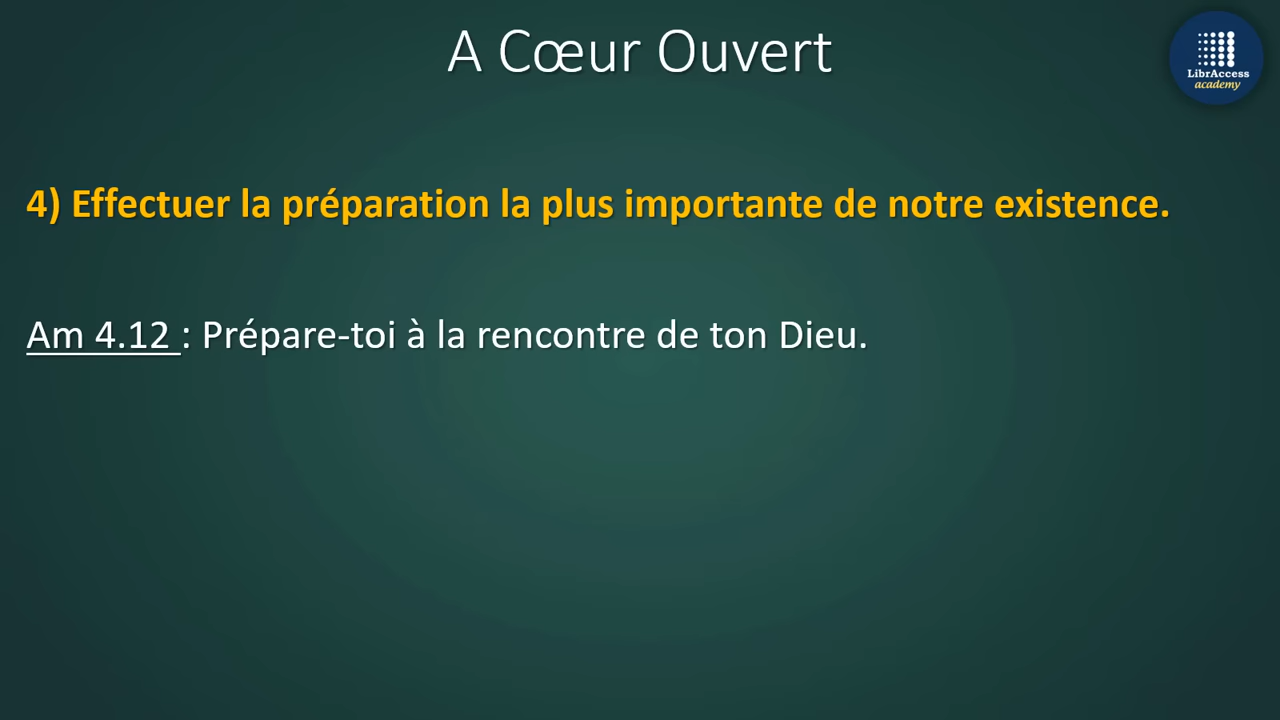 A Cœur Ouvert
LibrAccess
academy
4) Effectuer la préparation la plus importante de notre existence.
Am 4.12 : Prépare-toi à la rencontre de ton Dieu.